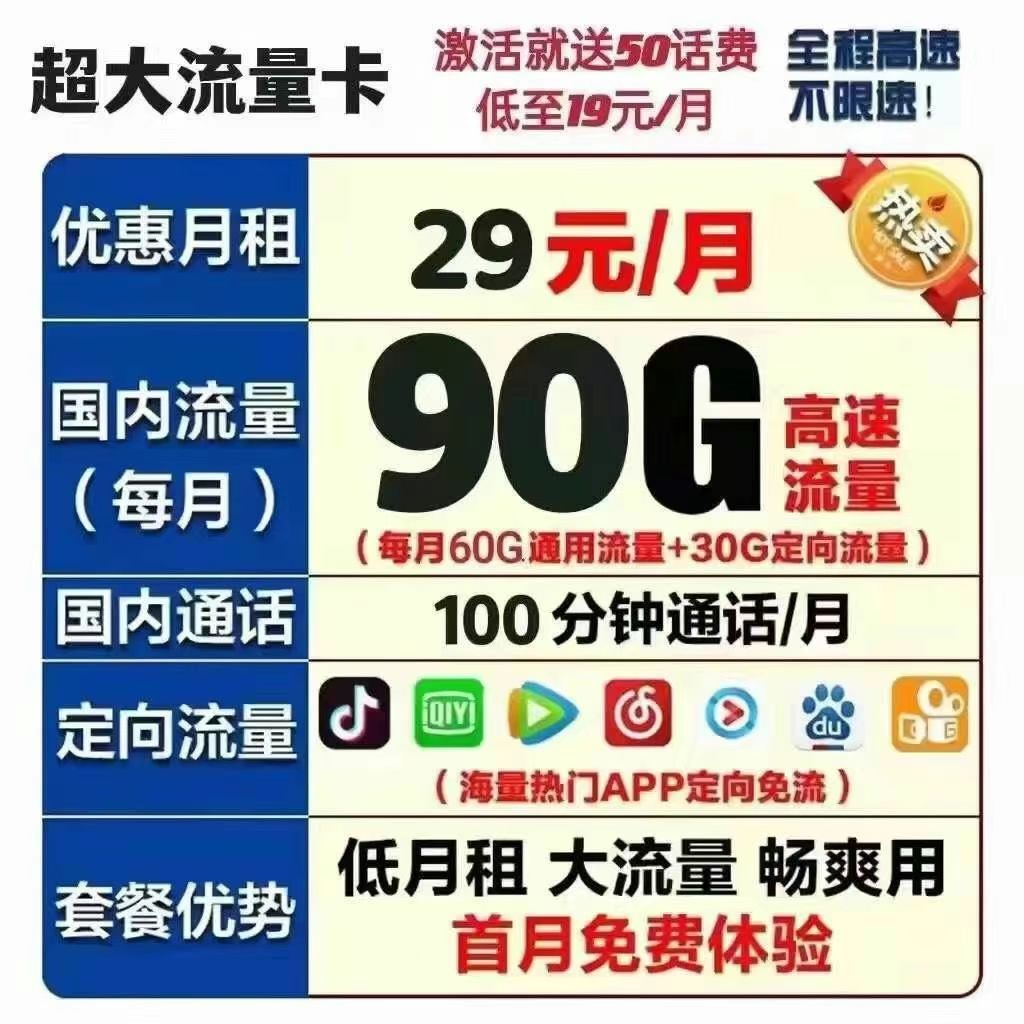 超大流量卡
激活就送50话费
低至19元/月
全程高速
不限速！
优惠月租
29元/月
热卖
国内流量
（每月）
90G
高速
流量
（每月60G通用流量+30G定向流量）
国内通话
100分钟通话/月
定向流量
QIYI
du
（海量热门APP定向免流）
套餐优势
低月租 大流量 畅爽用
首月免费体验